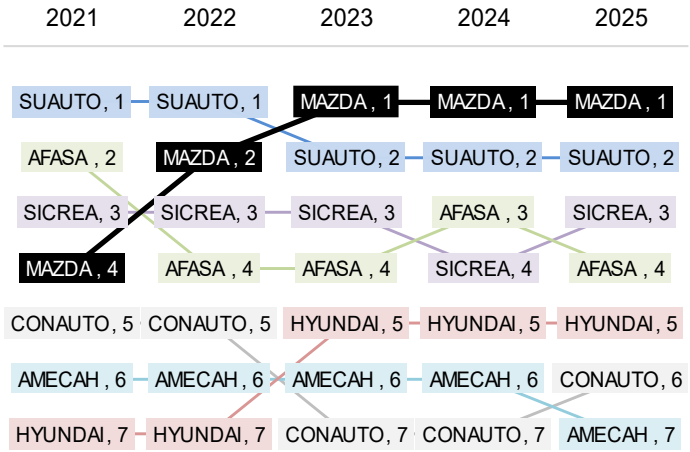 2021 2022 2023 2024 2025
SUAUTO, 1 SUAUTO, 1 MAZDA , 1 MAZDA , 1 MAZDA , 1
AFASA , 2 MAZDA , 2 SUAUTO, 2 SUAUTO, 2 SUAUTO, 2
SICREA, 3 SICREA, 3 SICREA, 3 AFASA , 3 SICREA, 3
MAZDA , 4 AFASA , 4 AFASA , 4 SICREA, 4 AFASA , 4
CONAUTO, 5 CONAUTO, 5 HYUNDAI, 5 HYUNDAI, 5 HYUNDAI, 5
AMECAH , 6 AMECAH , 6 AMECAH , 6 AMECAH , 6 CONAUTO, 6
HYUNDAI, 7 HYUNDAI, 7 CONAUTO, 7 CONAUTO, 7 AMECAH , 7